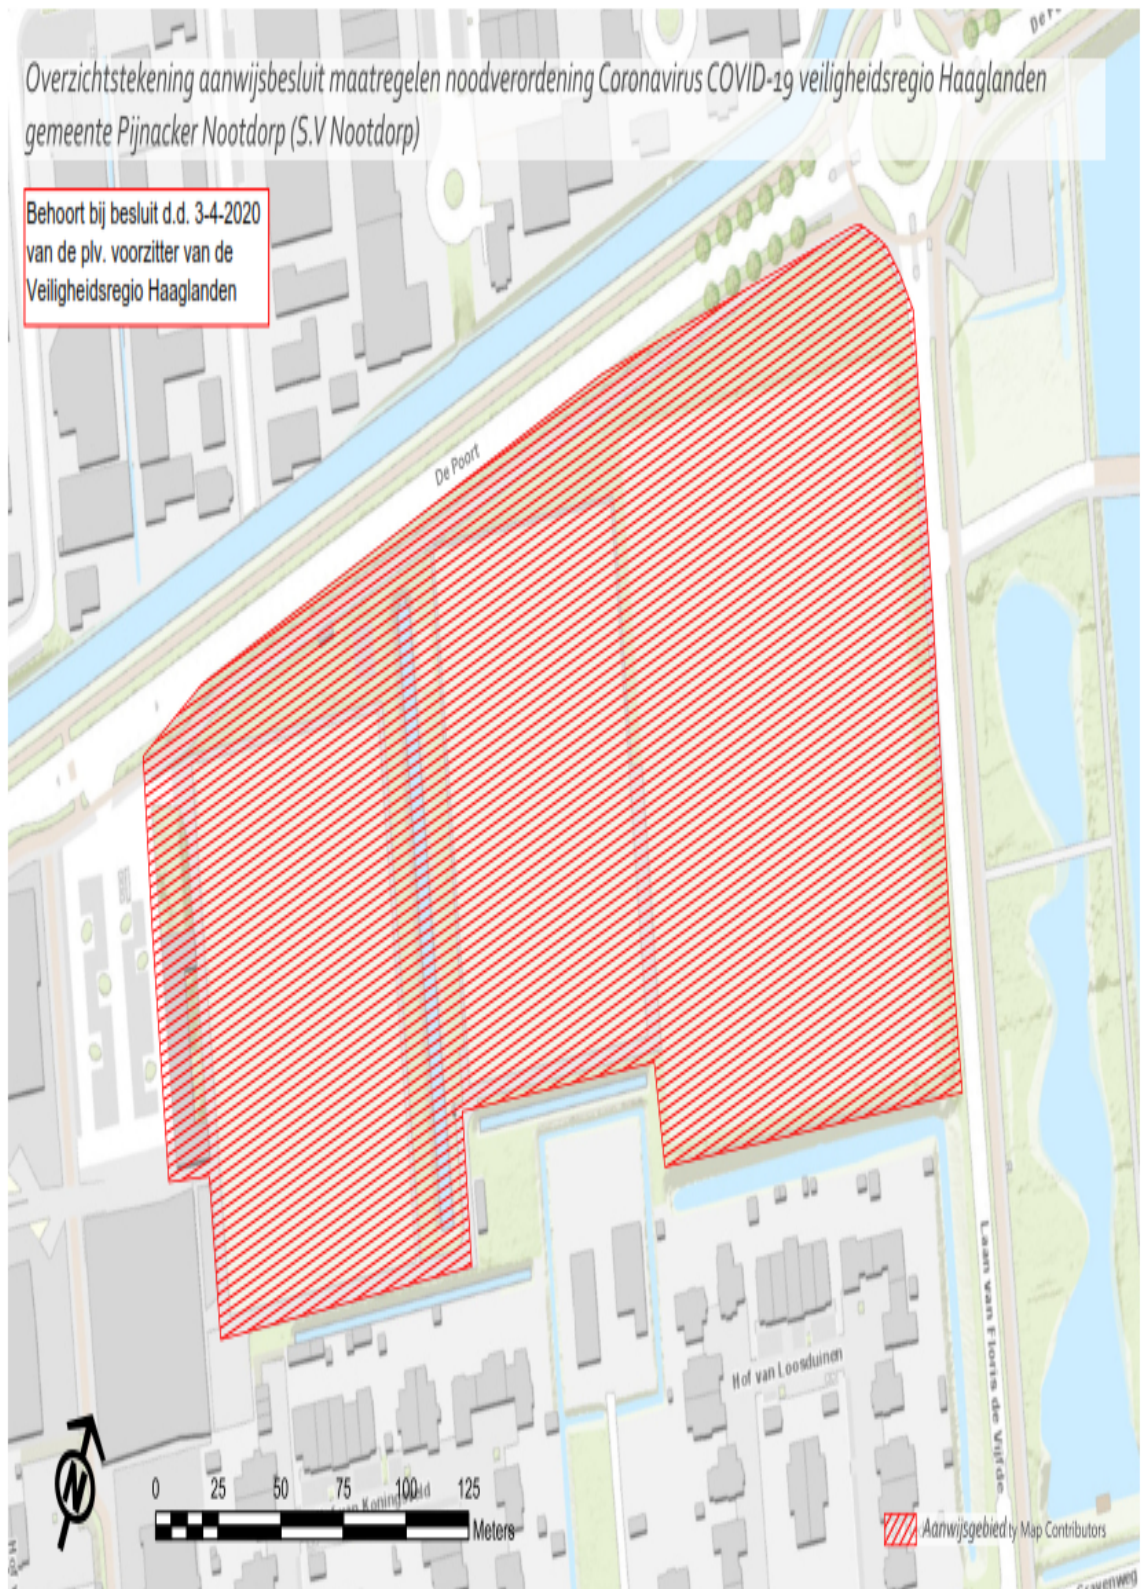 Overzichtstekening aanwijsbesluit maatregelen noodverordening Coronavirus COVID-19 veiligheidsregio Haaglanden
gemeente Pijnacker Nootdorp (S.V Nootdorp)
Behoort bij besluit d.d. 3-4-2020
van de plv. voorzitter van de
Veiligheidsregio Haaglanden
De Poort
Laan van Floris de Vijfde
Hof van Loosduinen
van
N
0 25 50 75 100 125
Meters
Aanwijsgebied ty Map Contributors